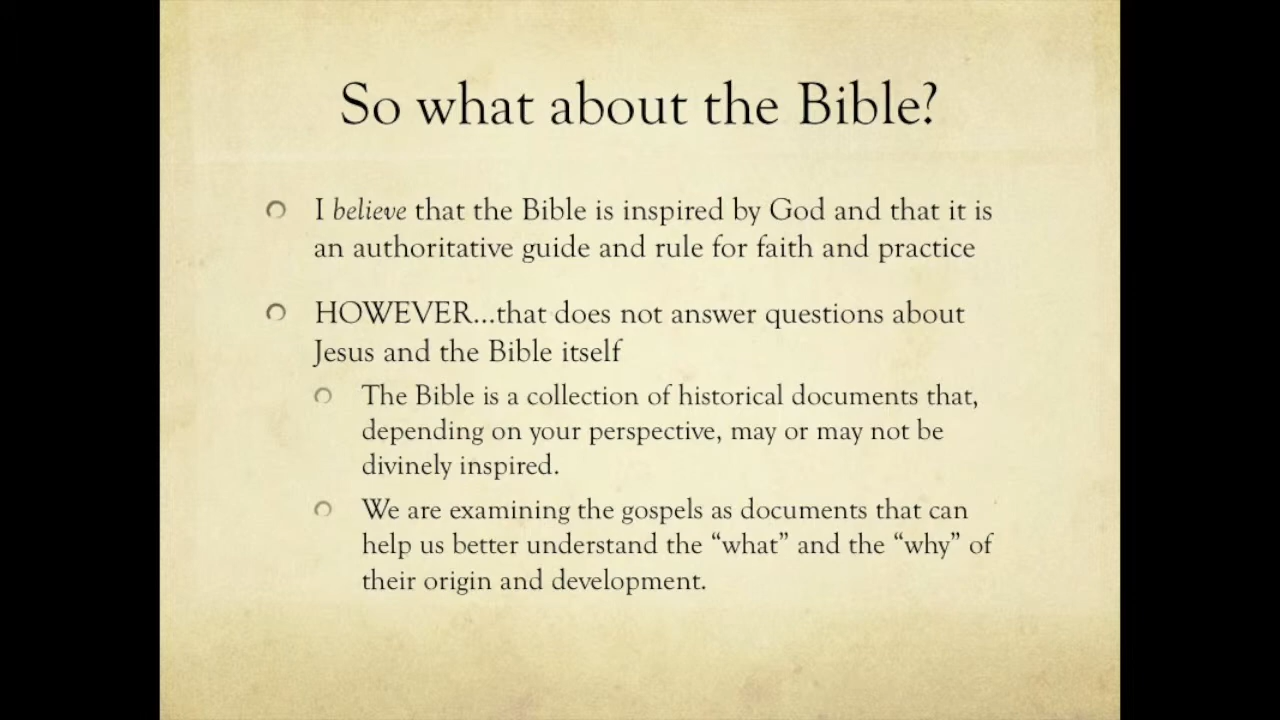 So what about the Bible?
I believe that the Bible is inspired by God and that it is
an authoritative guide and rule for faith and practice
HOWEVER...that does not answer questions about
Jesus and the Bible itself
The Bible is a collection of historical documents that,
depending on your perspective, may or may not be
divinely inspired.
We are examining the gospels as documents that can
help us better understand the “what” and the “why” of
their origin and development.